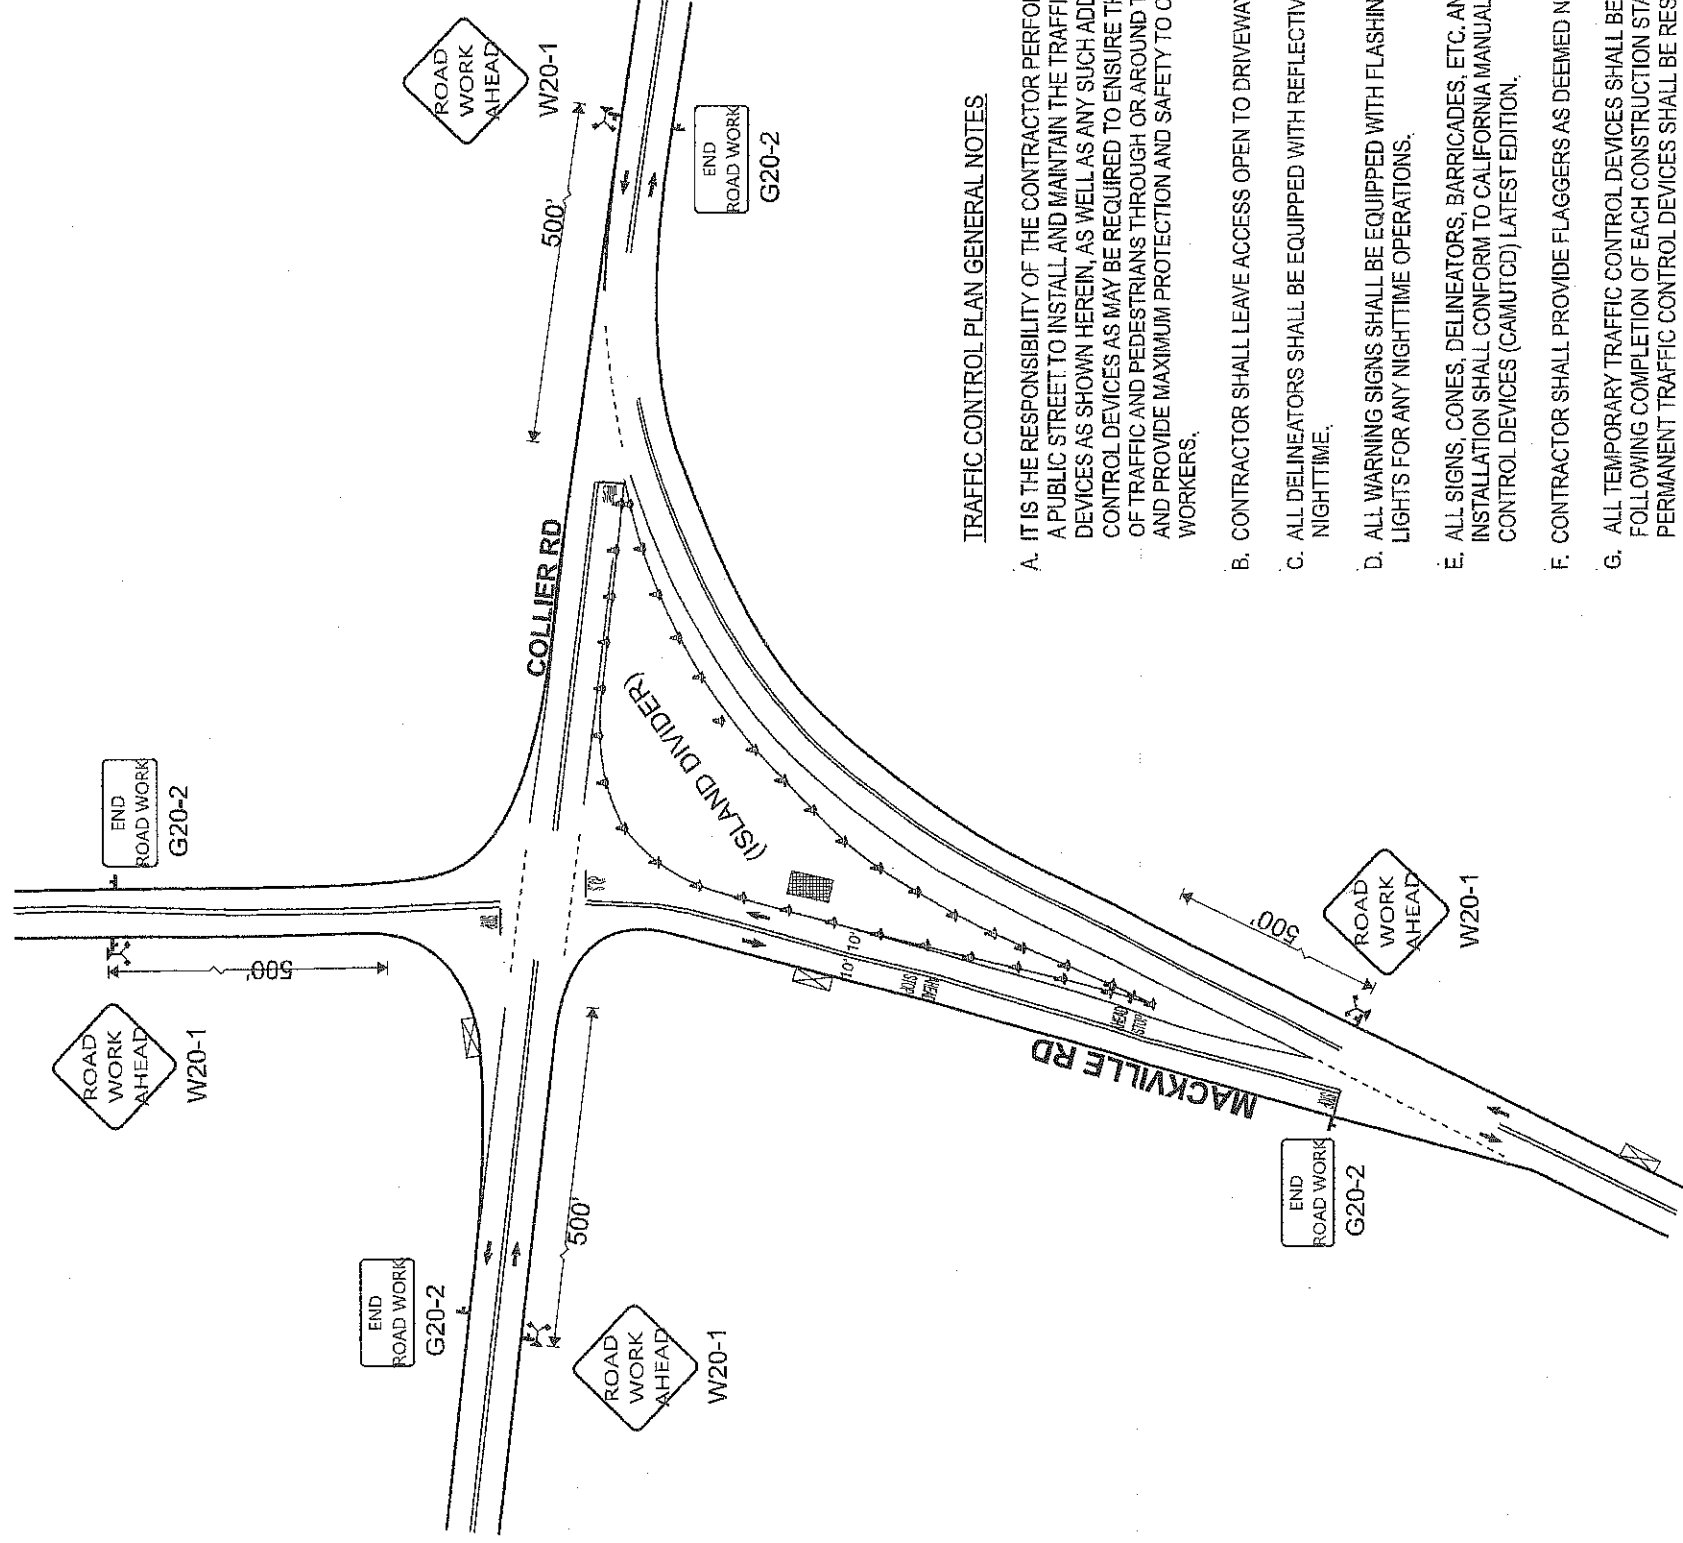 ROAD
WORK
AHEAD
W20-1
END
ROAD WORK
G20-2
500'
COLLIER RD
END
ROAD WORK
G20-2
500'
ROAD
WORK
AHEAD
W20-1
(ISLAND DIVIDER)
10'
10'
STOP
AHEAD
AHEAD
STOP
MACKVILLE RD
END
ROAD WORK
G20-2
500'
ROAD
WORK
AHEAD
W20-1
END
ROAD WORK
G20-2
500'
ROAD
WORK
AHEAD
W20-1
TRAFFIC CONTROL PLAN GENERAL NOTES
A. IT IS THE RESPONSIBILITY OF THE CONTRACTOR PERFO
A PUBLIC STREET TO INSTALL AND MAINTAIN THE TRAFFI
DEVICES AS SHOWN HEREIN, AS WELL AS ANY SUCH ADD
CONTROL DEVICES AS MAY BE REQUIRED TO ENSURE TH
OF TRAFFIC AND PEDESTRIANS THROUGH OR AROUND T
AND PROVIDE MAXIMUM PROTECTION AND SAFETY TO C
WORKERS.
B. CONTRACTOR SHALL LEAVE ACCESS OPEN TO DRIVEWAY
C. ALL DELINEATORS SHALL BE EQUIPPED WITH REFLECTIV
NIGHTTIME.
D. ALL WARNING SIGNS SHALL BE EQUIPPED WITH FLASHIN
LIGHTS FOR ANY NIGHTTIME OPERATIONS.
E. ALL SIGNS, CONES, DELINEATORS, BARRICADES, ETC. AN
INSTALLATION SHALL CONFORM TO CALIFORNIA MANUAL
CONTROL DEVICES (CAMUTCD) LATEST EDITION.
F. CONTRACTOR SHALL PROVIDE FLAGGERS AS DEEMED N
G. ALL TEMPORARY TRAFFIC CONTROL DEVICES SHALL BE
FOLLOWING COMPLETION OF EACH CONSTRUCTION STA
PERMANENT TRAFFIC CONTROL DEVICES SHALL BE RES